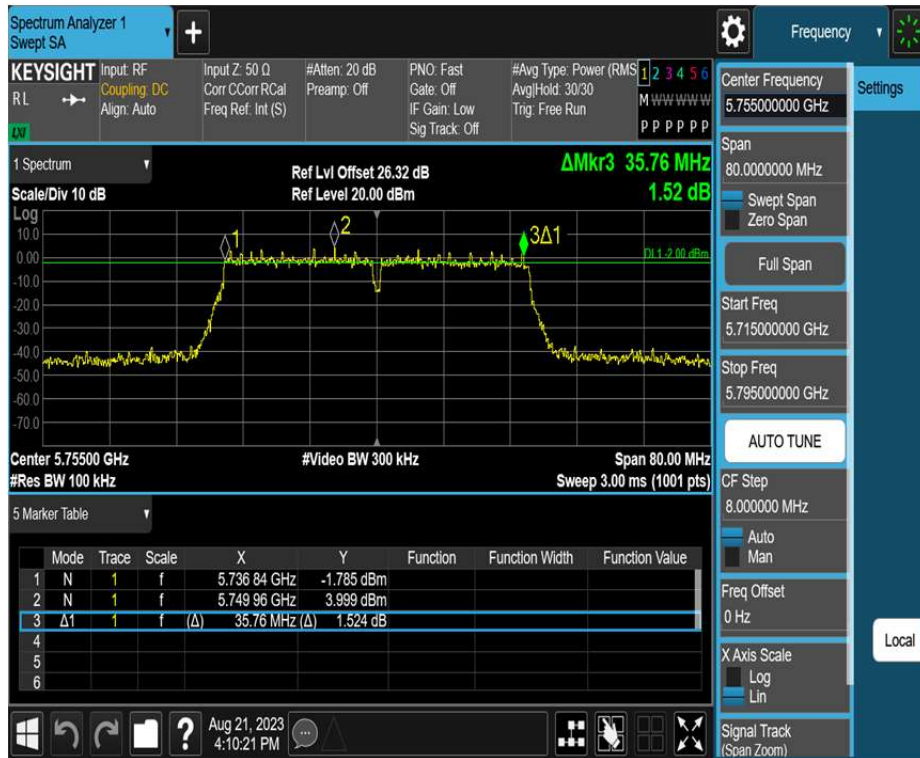 Spectrum Analyzer 1
Swept SA
+
Frequency
KEYSIGHT
RL
LXI
Input: RF
Coupling: DC
Align: Auto
Input Z: 50 Ω
Corr CCorr RCal
Freq Ref: Int (S)
#Atten: 20 dB
Preamp: Off
PNO: Fast
Gate: Off
IF Gain: Low
Sig Track: Off
#Avg Type: Power (RMS
Avg|Hold: 30/30
Trig: Free Run
1 2 3 4 5 6
M W W W W W
P P P P P P
Center Frequency
5.755000000 GHz
Settings
Span
80.0000000 MHz
Swept Span
Zero Span
Full Span
Start Freq
5.715000000 GHz
Stop Freq
5.795000000 GHz
AUTO TUNE
CF Step
8.000000 MHz
Auto
Man
Freq Offset
0 Hz
X Axis Scale
Log
Lin
Signal Track
(Span Zoom)
Local
1 Spectrum
Scale/Div 10 dB
Ref Lvl Offset 26.32 dB
Ref Level 20.00 dBm
ΔMkr3 35.76 MHz
1.52 dB
Log
10.0
0.00
-10.0
-20.0
-30.0
-40.0
-50.0
-60.0
-70.0
1
2
3Δ1
DL1 -2.00 dBm
Center 5.75500 GHz
#Video BW 300 kHz
Span 80.00 MHz
#Res BW 100 kHz
Sweep 3.00 ms (1001 pts)
5 Marker Table
Mode Trace Scale X Y Function Function Width Function Value
1 N 1 f 5.736 84 GHz -1.785 dBm
2 N 1 f 5.749 96 GHz 3.999 dBm
3 Δ1 1 f (Δ) 35.76 MHz (Δ) 1.524 dB
4
5
6
?
Aug 21, 2023
4:10:21 PM